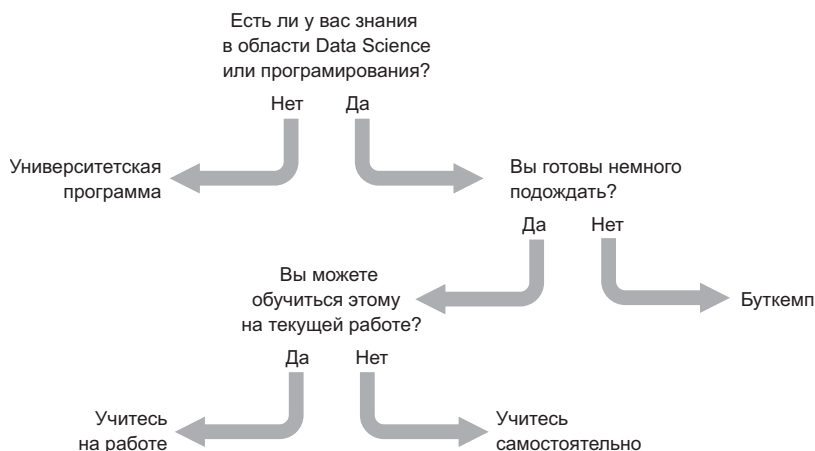 Есть ли у вас знания
в области Data Science
или програмирования?
Нет
Да
Университетская
программа
Вы готовы немного
подождать?
Да
Нет
Вы можете
обучиться этому
на текущей работе?
Буткемп
Да
Нет
Учитесь
на работе
Учитесь
самостоятельно